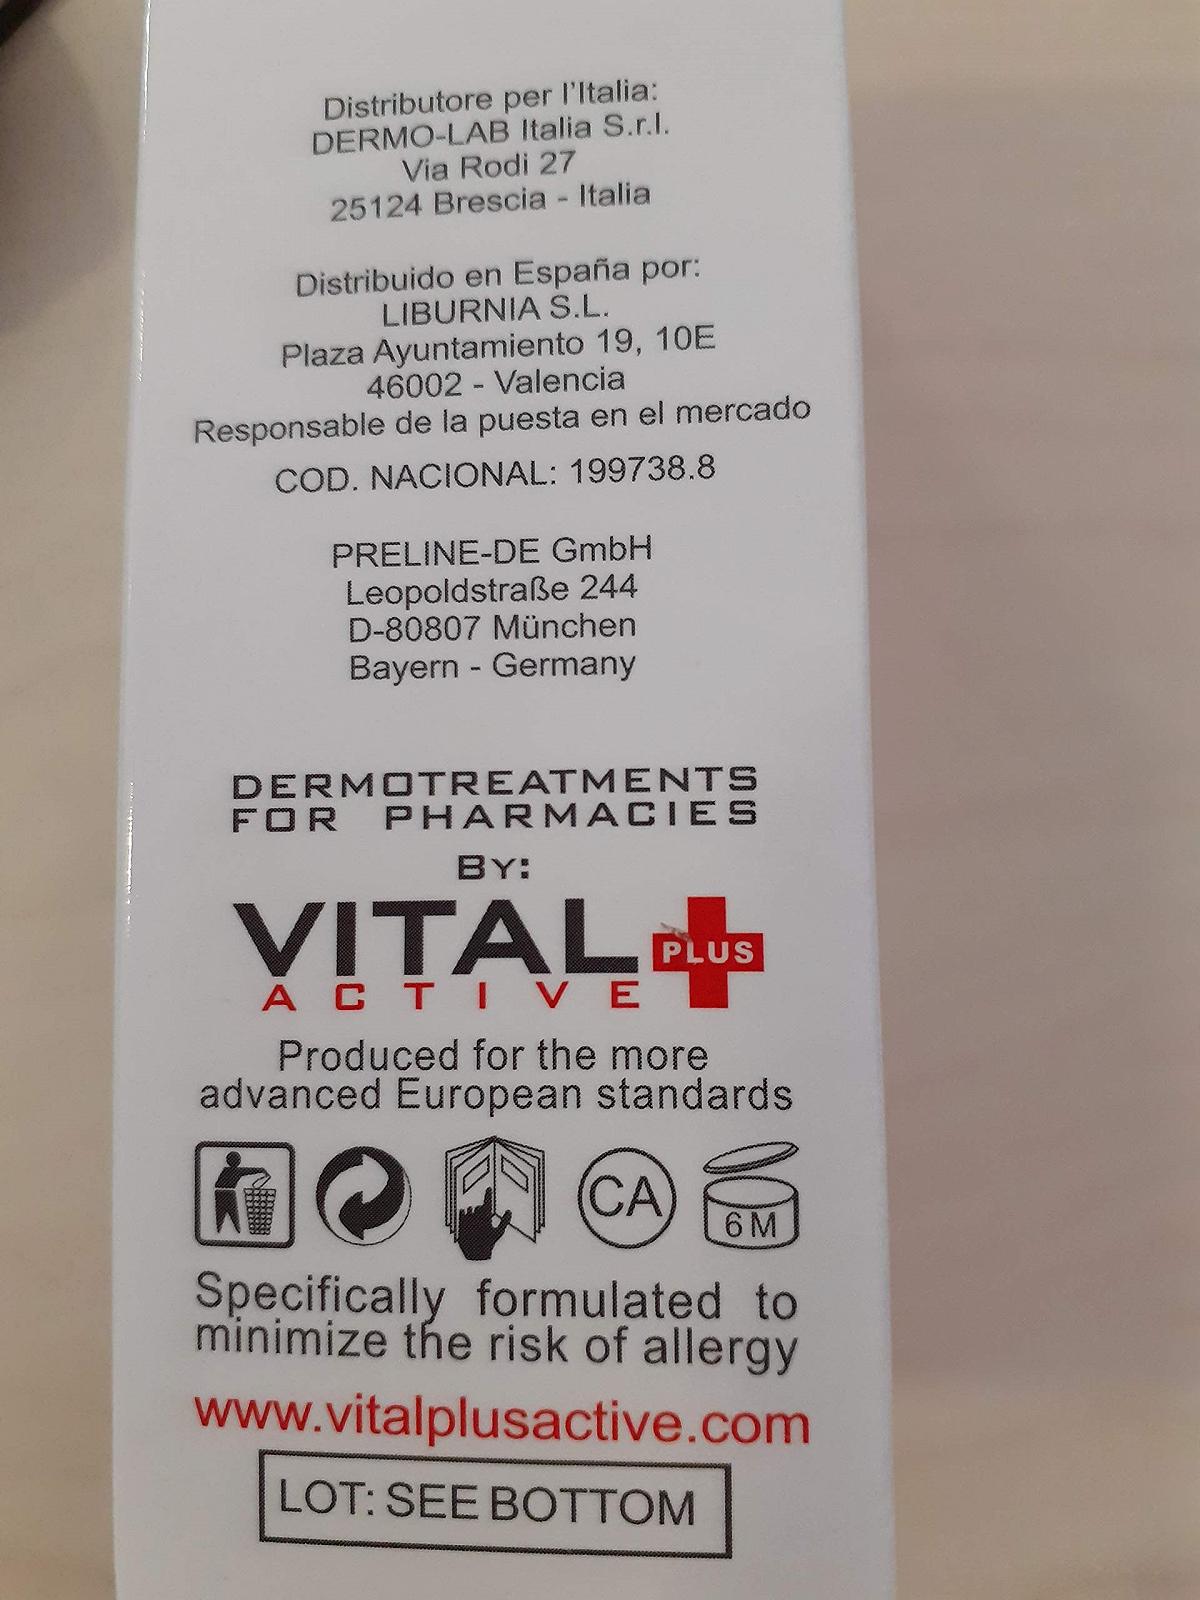 Distributore per l'Italia:
DERMO-LAB Italia S.r.l.
Via Rodi 27
25124 Brescia - Italia
Distribuido en España por:
LIBURNIA S.L.
Plaza Ayuntamiento 19, 10E
46002 - Valencia
Responsable de la puesta en el mercado
COD. NACIONAL: 199738.8
PRELINE-DE GmbH
Leopoldstraße 244
D-80807 München
Bayern - Germany
DERMOTREATMENTS
FOR PHARMACIES
BY:
VITAL PLUS
ACTIVE
Produced for the more
advanced European standards
CA 6M
Specifically formulated to
minimize the risk of allergy
www.vitalplusactive.com
LOT: SEE BOTTOM